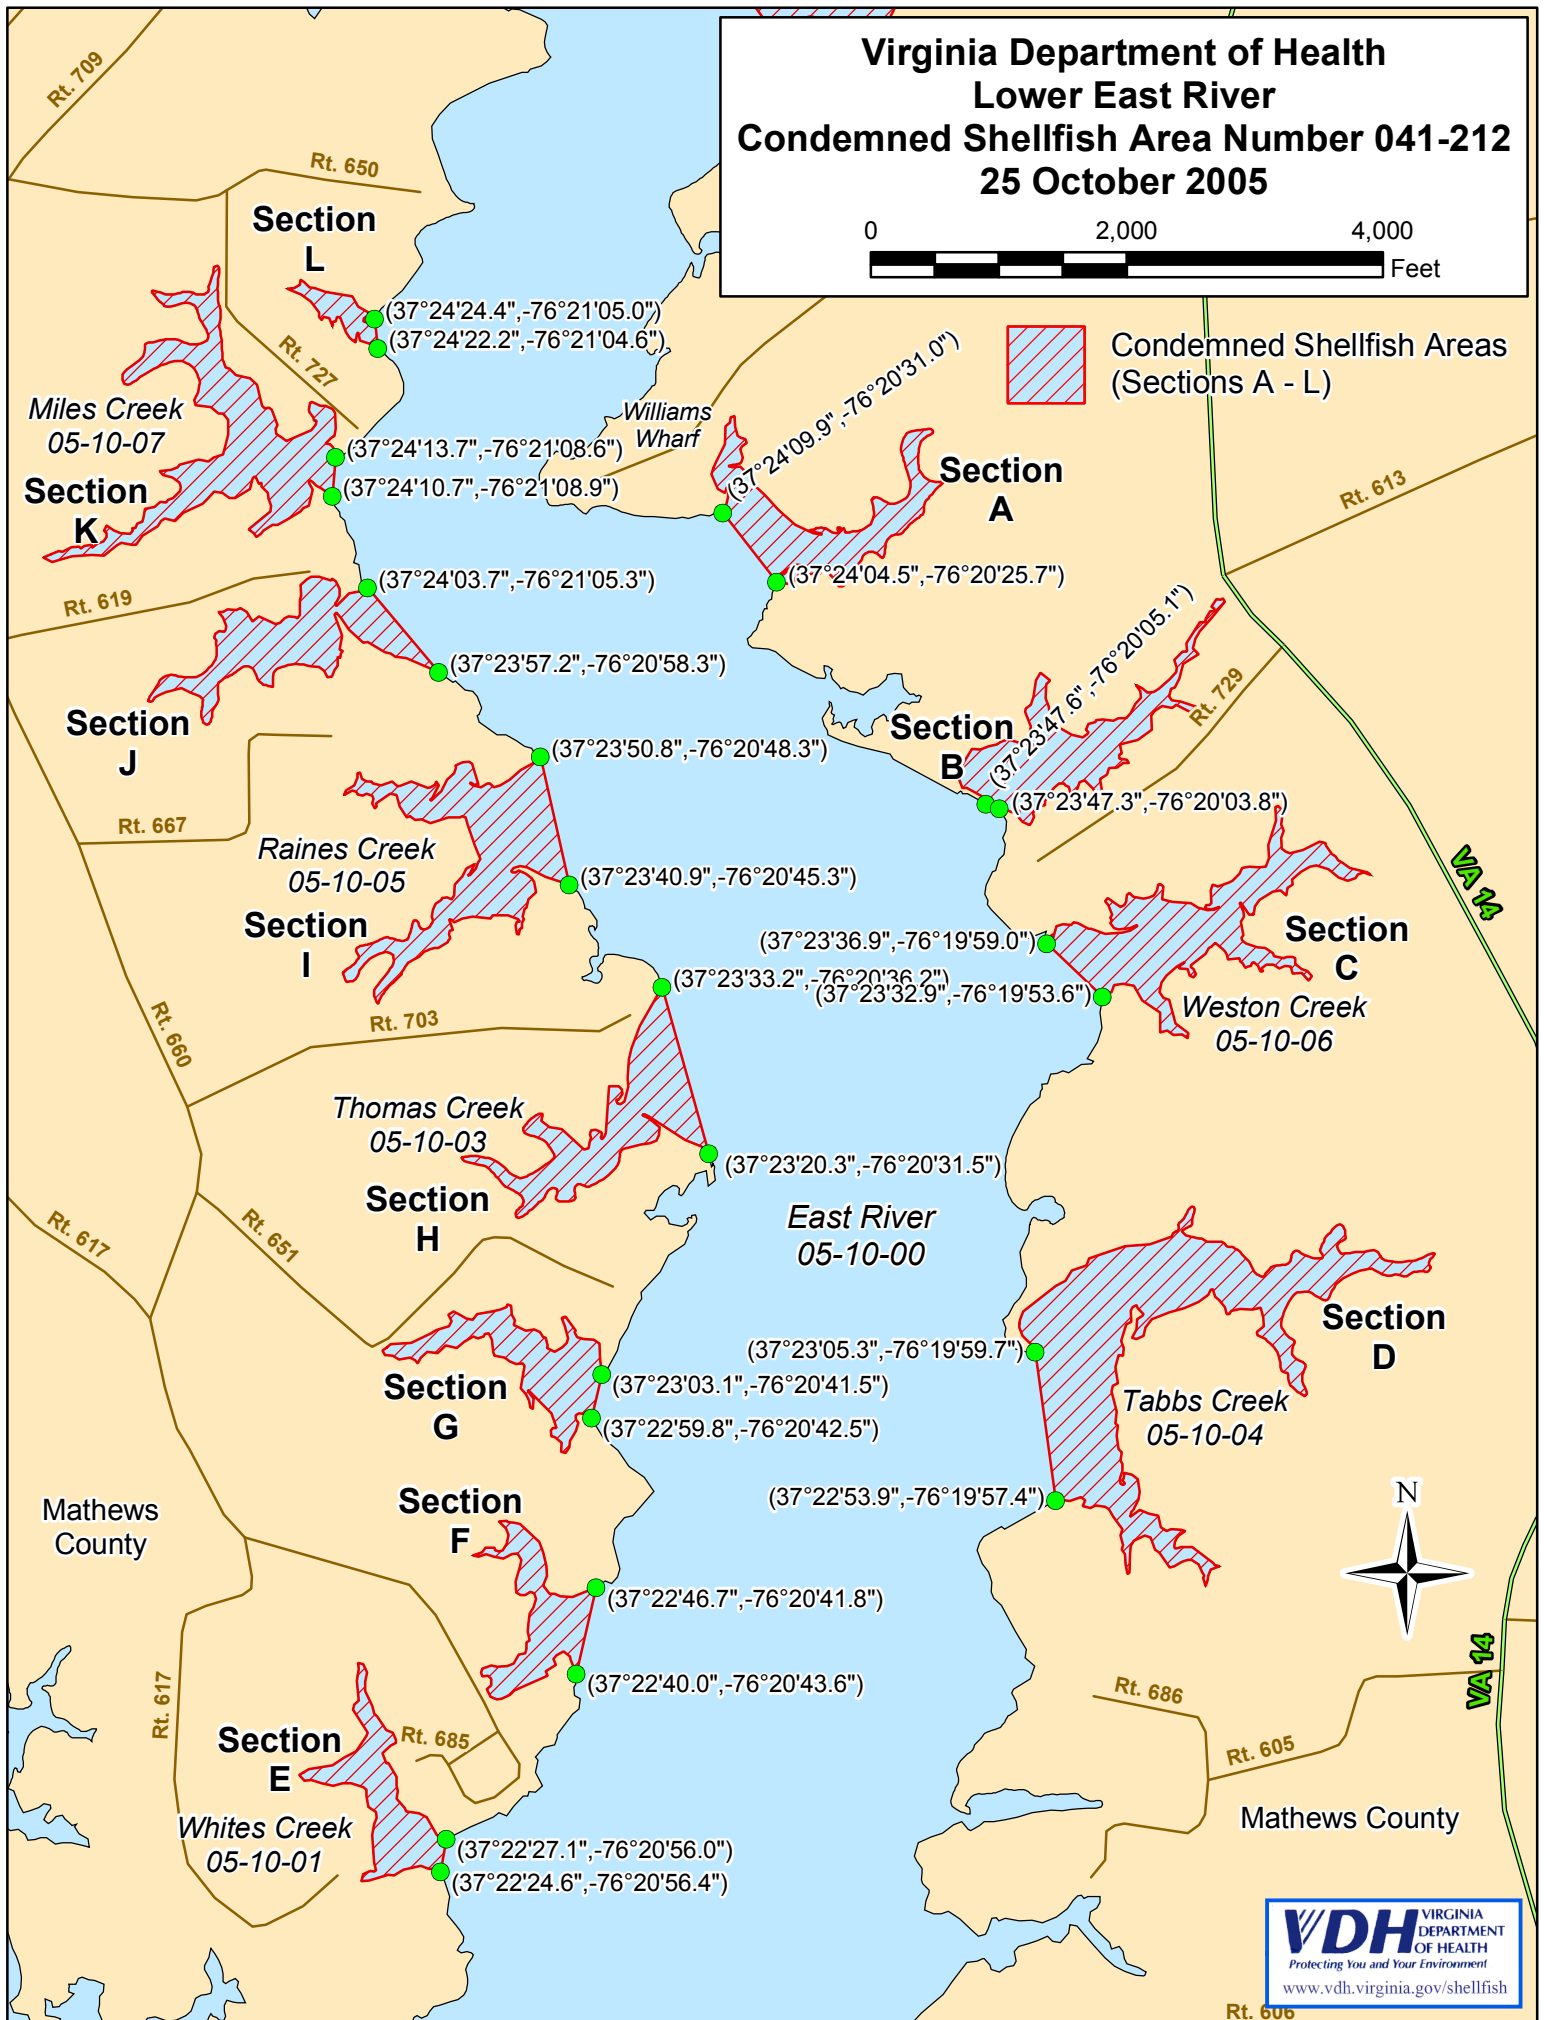 Virginia Department of Health
Lower East River
Condemned Shellfish Area Number 041-212
25 October 2005
0 2,000 4,000
Feet
Condemned Shellfish Areas
(Sections A - L)
Rt. 709
Rt. 650
Section
L
(37°24'24.4",-76°21'05.0")
(37°24'22.2",-76°21'04.6")
Rt. 727
Miles Creek
05-10-07
Section
K
(37°24'13.7",-76°21'08.6")
(37°24'10.7",-76°21'08.9")
Williams
Wharf
(37°24'09.9",-76°20'31.0")
Section
A
(37°24'04.5",-76°20'25.7")
Rt. 613
Rt. 619
(37°24'03.7",-76°21'05.3")
(37°23'57.2",-76°20'58.3")
Section
J
Section
B
(37°23'47.6",-76°20'05.1")
(37°23'47.3",-76°20'03.8")
Rt. 729
(37°23'50.8",-76°20'48.3")
Rt. 667
Raines Creek
05-10-05
Section
I
(37°23'40.9",-76°20'45.3")
VA 14
(37°23'36.9",-76°19'59.0")
Section
C
(37°23'33.2",-76°20'36.2")
(37°23'32.9",-76°19'53.6")
Weston Creek
05-10-06
Rt. 660
Rt. 703
Thomas Creek
05-10-03
Section
H
(37°23'20.3",-76°20'31.5")
East River
05-10-00
Rt. 617
Rt. 651
Section
D
(37°23'05.3",-76°19'59.7")
Section
G
(37°23'03.1",-76°20'41.5")
(37°22'59.8",-76°20'42.5")
Tabbs Creek
05-10-04
(37°22'53.9",-76°19'57.4")
N
Mathews
County
Section
F
(37°22'46.7",-76°20'41.8")
(37°22'40.0",-76°20'43.6")
Rt. 617
Rt. 685
Section
E
Whites Creek
05-10-01
(37°22'27.1",-76°20'56.0")
(37°22'24.6",-76°20'56.4")
Rt. 686
Rt. 605
VA 14
Mathews County
VDH
VIRGINIA
DEPARTMENT
OF HEALTH
Protecting You and Your Environment
www.vdh.virginia.gov/shellfish
Rt. 606